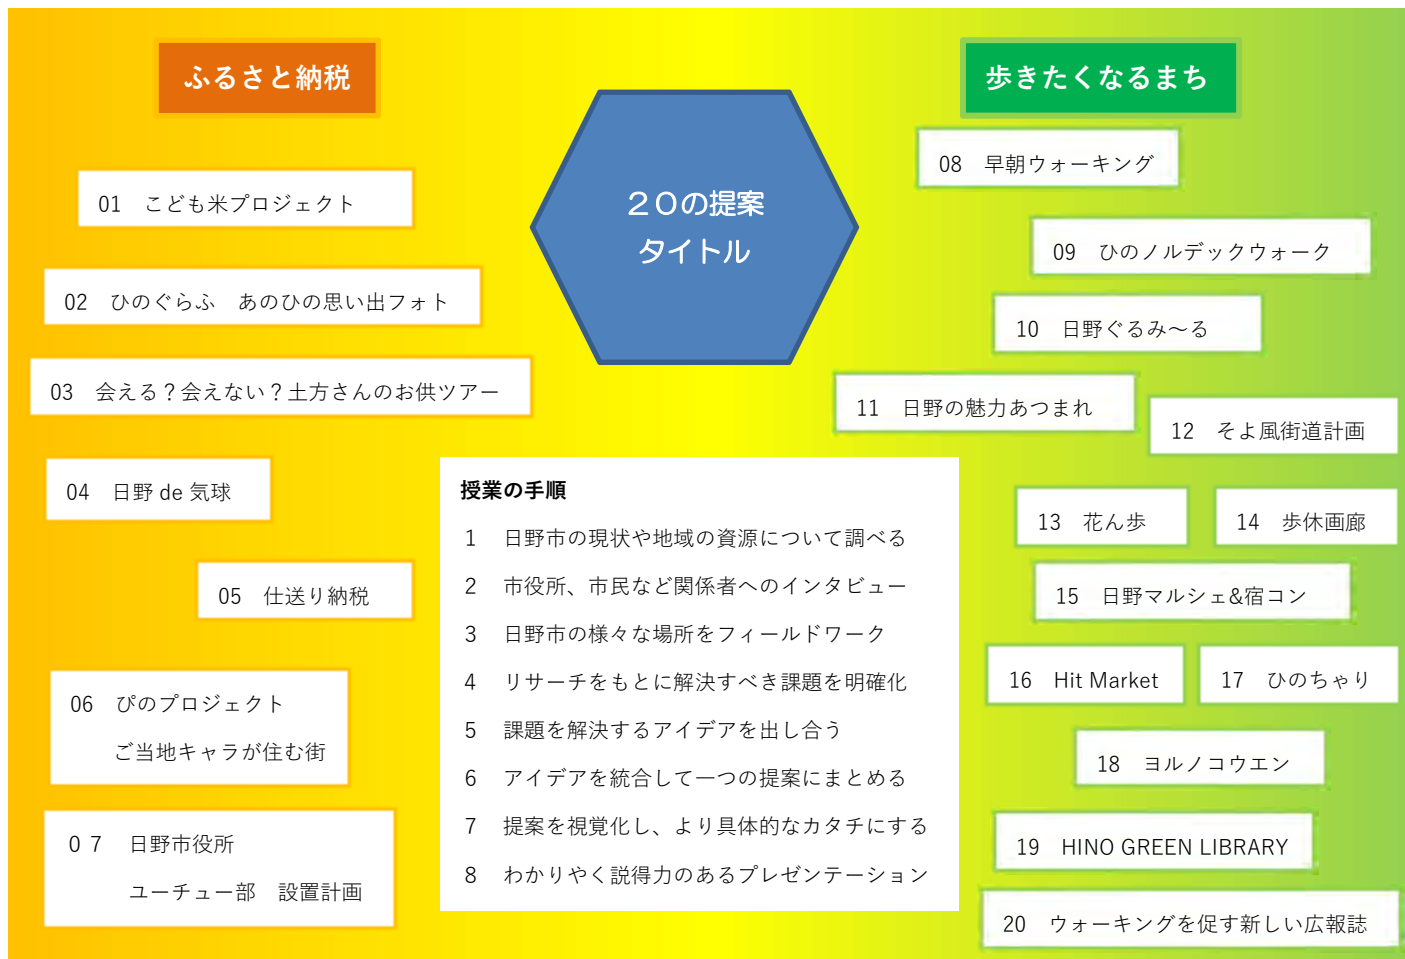 ふるさと納税
01　こども米プロジェクト
02　ひのぐらふ　あのひの思い出フォト
03　会える？会えない？土方さんのお供ツアー
04　日野 de 気球
05　仕送り納税
06　ぴのプロジェクト
ご当地キャラが住む街
０７　日野市役所
ユーチュー部　設置計画
２０の提案
タイトル
授業の手順
1　日野市の現状や地域の資源について調べる
2　市役所、市民など関係者へのインタビュー
3　日野市の様々な場所をフィールドワーク
4　リサーチをもとに解決すべき課題を明確化
5　課題を解決するアイデアを出し合う
6　アイデアを統合して一つの提案にまとめる
7　提案を視覚化し、より具体的なカタチにする
8　わかりやく説得力のあるプレゼンテーション
歩きたくなるまち
08　早朝ウォーキング
09　ひのノルデックウォーク
10　日野ぐるみ～る
11　日野の魅力あつまれ
12　そよ風街道計画
13　花ん歩
14　歩休画廊
15　日野マルシェ&宿コン
16　Hit Market
17　ひのちゃり
18　ヨルノコウエン
19　HINO GREEN LIBRARY
20　ウォーキングを促す新しい広報誌